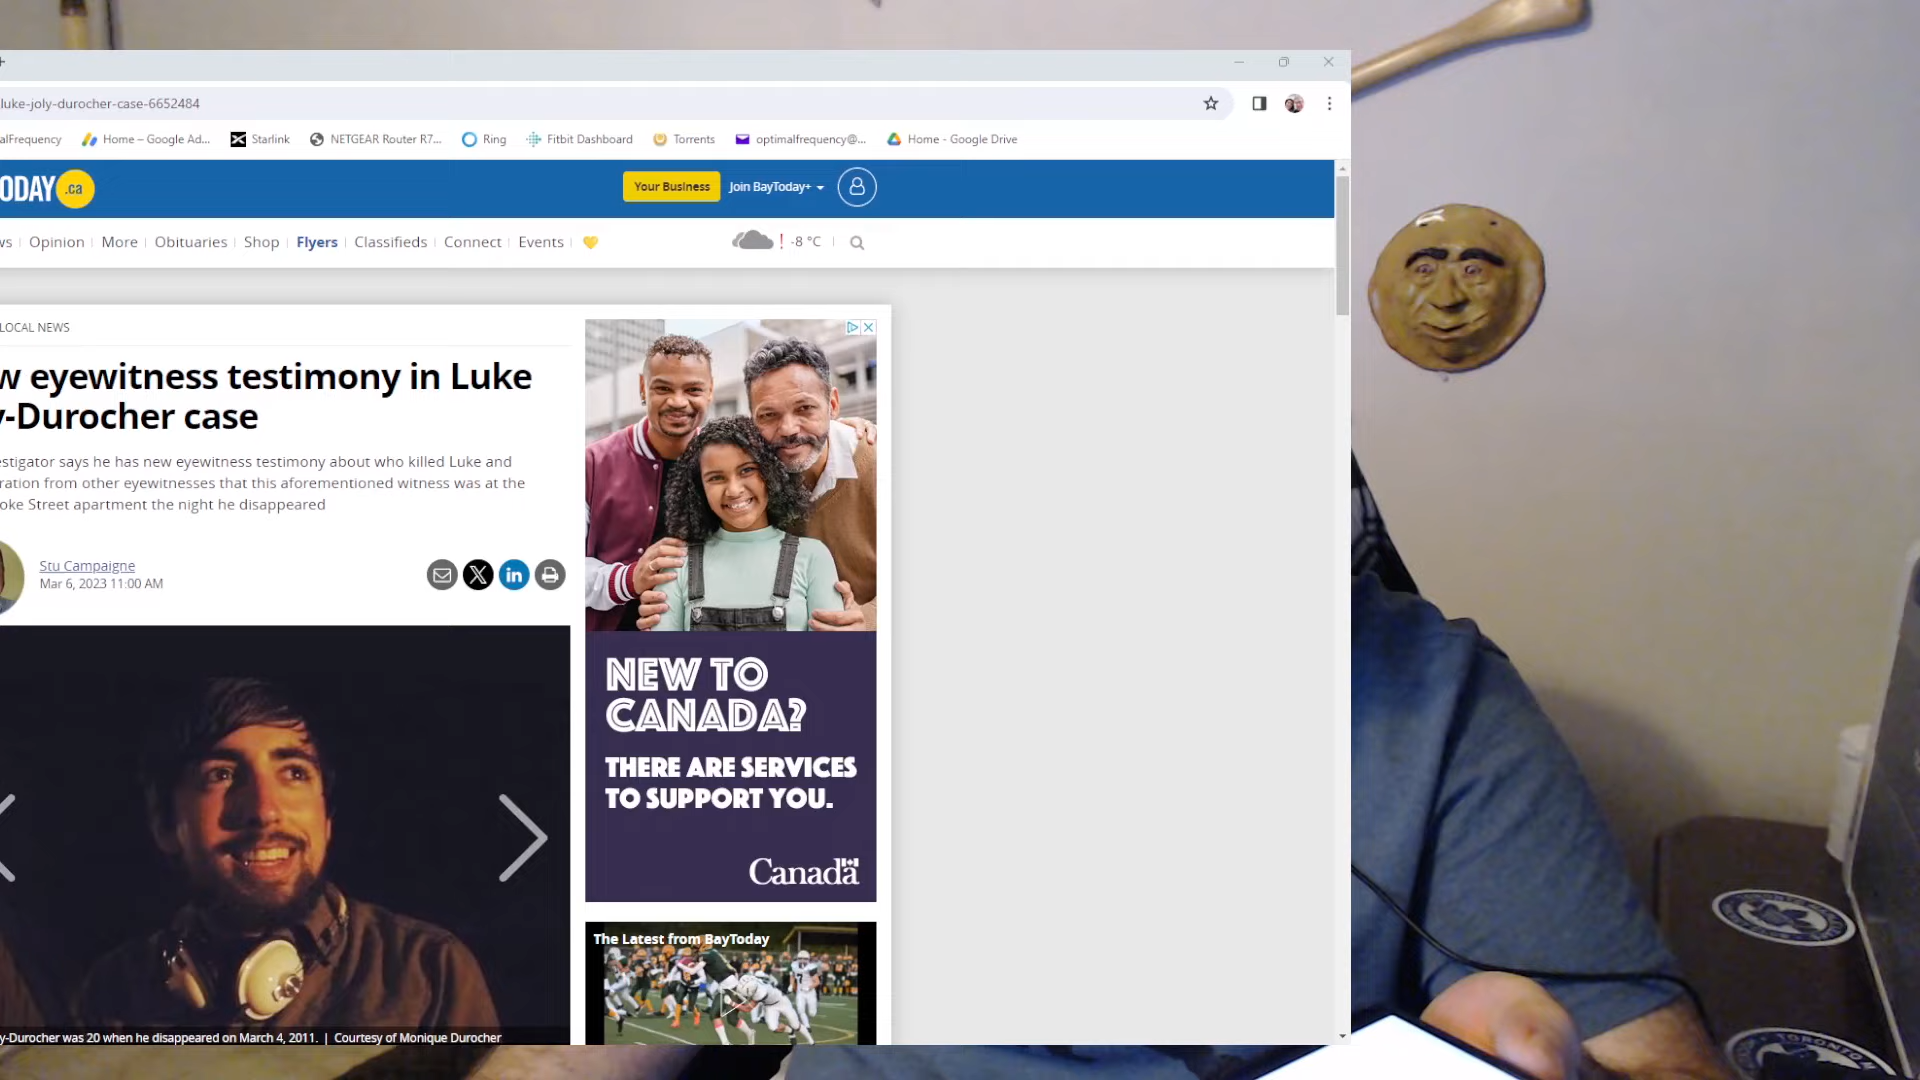 luke-joly-durocher-case-6652484
alFrequency
Home – Google Ad...
Starlink
NETGEAR Router R7...
Ring
Fitbit Dashboard
Torrents
optimalfrequency@...
Home - Google Drive
ODAY .ca
Your Business
Join BayToday+
ws
Opinion
More
Obituaries
Shop
Flyers
Classifieds
Connect
Events
! -8 °C
LOCAL NEWS
w eyewitness testimony in Luke
y-Durocher case
estigator says he has new eyewitness testimony about who killed Luke and
ration from other eyewitnesses that this aforementioned witness was at the
oke Street apartment the night he disappeared
Stu Campaigne
Mar 6, 2023 11:00 AM
y-Durocher was 20 when he disappeared on March 4, 2011. | Courtesy of Monique Durocher
NEW TO
CANADA?
THERE ARE SERVICES
TO SUPPORT YOU.
Canada
The Latest from BayToday
TORONTO